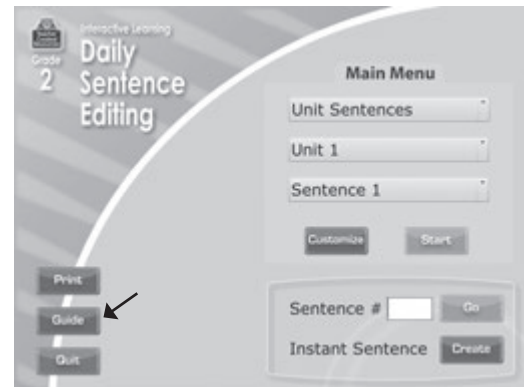 Interactive Learning
Grade
2
Daily
Sentence
Editing
Main Menu
Unit Sentences
Unit 1
Sentence 1
Customize
Start
Print
Guide
Quit
Sentence #
Go
Instant Sentence
Create